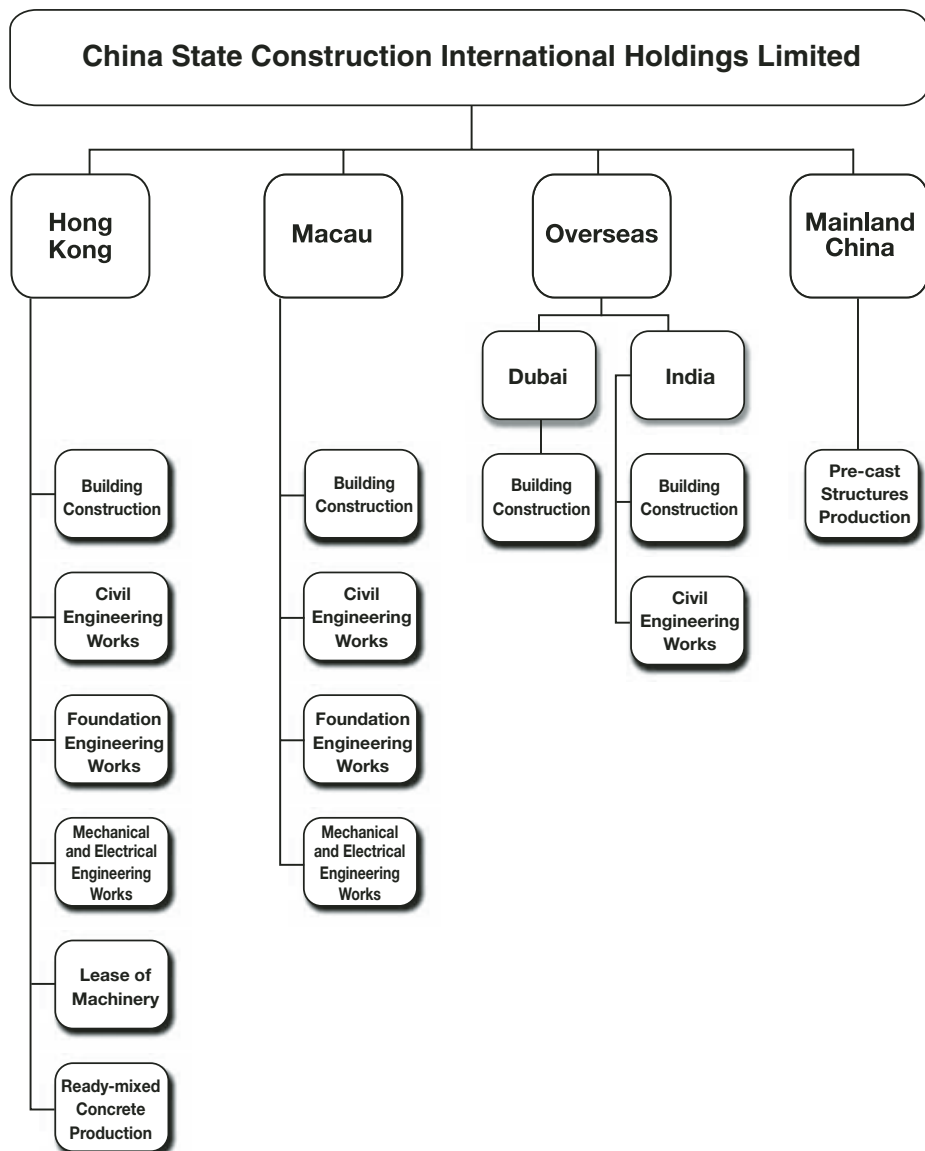 China State Construction International Holdings Limited
Hong
Kong
Macau
Overseas
Mainland
China
Dubai
India
Building
Construction
Civil
Engineering
Works
Foundation
Engineering
Works
Mechanical
and Electrical
Engineering
Works
Lease of
Machinery
Ready-mixed
Concrete
Production
Building
Construction
Civil
Engineering
Works
Foundation
Engineering
Works
Mechanical
and Electrical
Engineering
Works
Building
Construction
Building
Construction
Civil
Engineering
Works
Pre-cast
Structures
Production